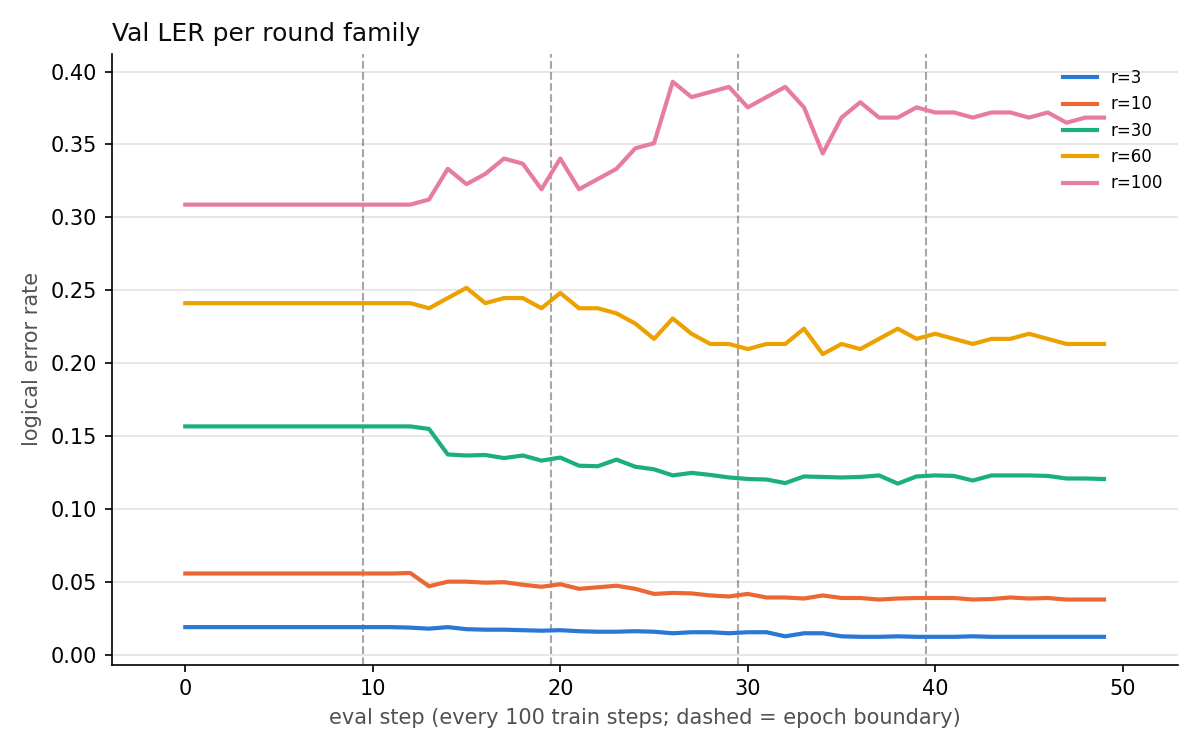 Val LER per round family
r=3
r=10
r=30
r=60
r=100
0.40
0.35
0.30
0.25
0.20
0.15
0.10
0.05
0.00
logical error rate
0 10 20 30 40 50
eval step (every 100 train steps; dashed = epoch boundary)